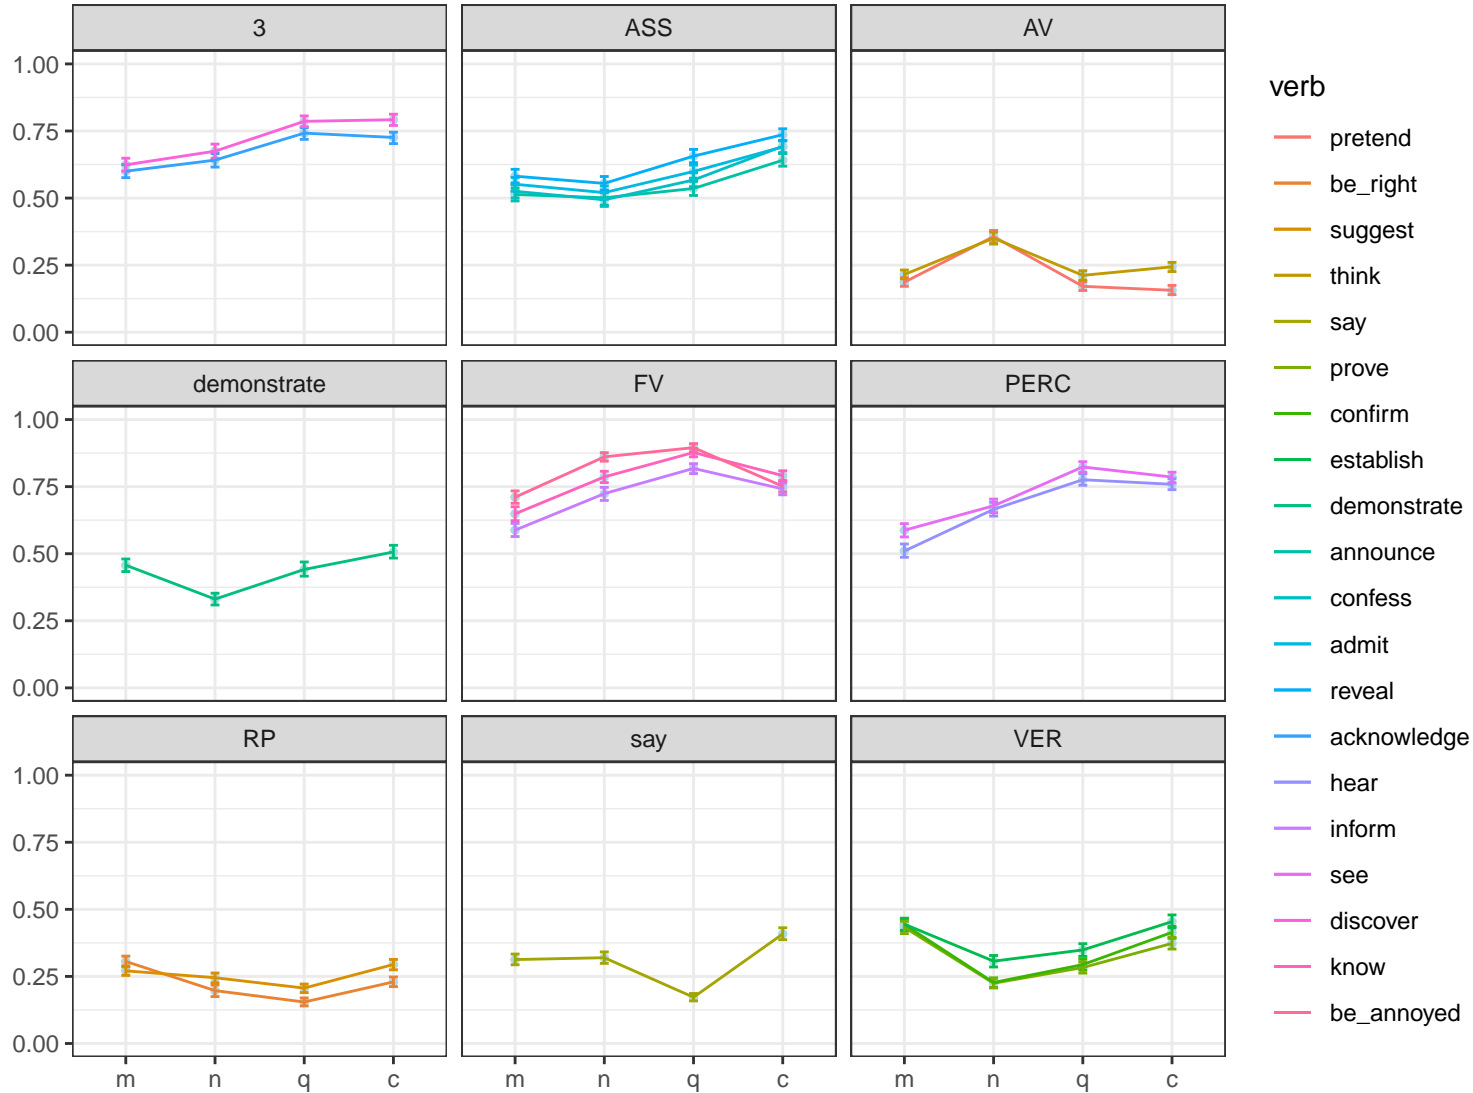 3 ASS AV
1.00
0.75
0.50
0.25
0.00
demonstrate FV PERC
1.00
0.75
0.50
0.25
0.00
RP say VER
1.00
0.75
0.50
0.25
0.00
m n q c m n q c m n q c
verb
pretend
be_right
suggest
think
say
prove
confirm
establish
demonstrate
announce
confess
admit
reveal
acknowledge
hear
inform
see
discover
know
be_annoyed